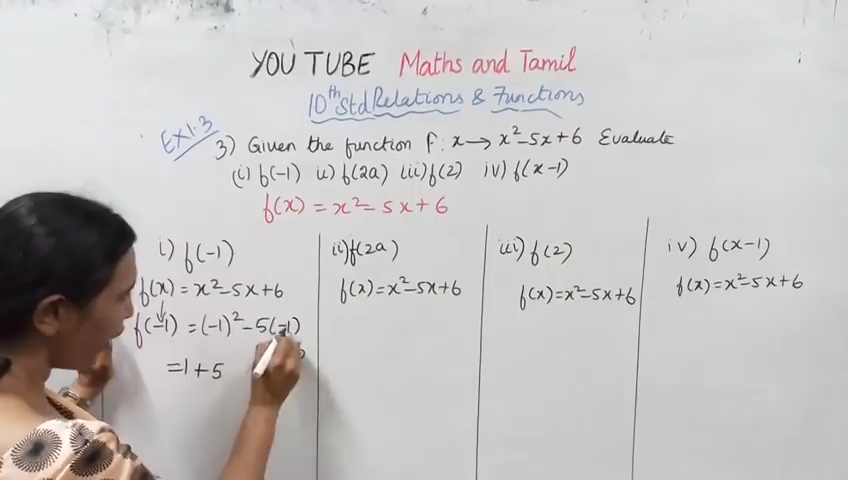 YOU TUBE Maths and Tamil
10th Std Relations & Functions
EX 1.3
3) Given the function f: x → x² - 5x + 6 Evaluate
(i) f(-1) ii) f(2a) (iii) f(2) iv) f(x-1)
f(x) = x² - 5x + 6
i) f(-1)
f(x) = x² - 5x + 6
f(-1) = (-1)² - 5(-1)
= 1 + 5
(ii) f(2a)
f(x) = x² - 5x + 6
(iii) f(2)
f(x) = x² - 5x + 6
iv) f(x-1)
f(x) = x² - 5x + 6